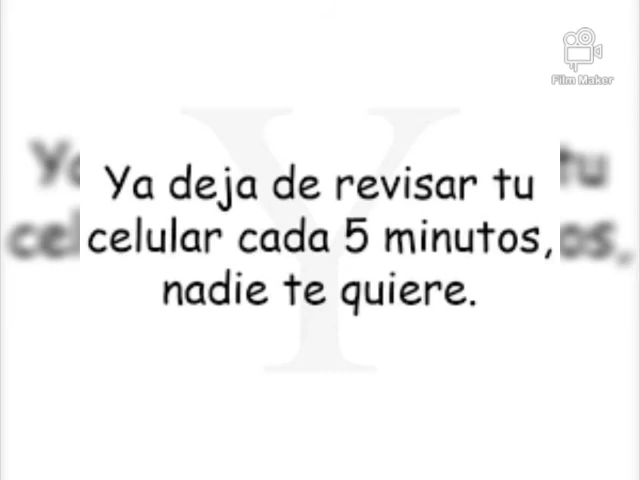 Film Maker
Ya deja de revisar tu
celular cada 5 minutos,
nadie te quiere.
Y